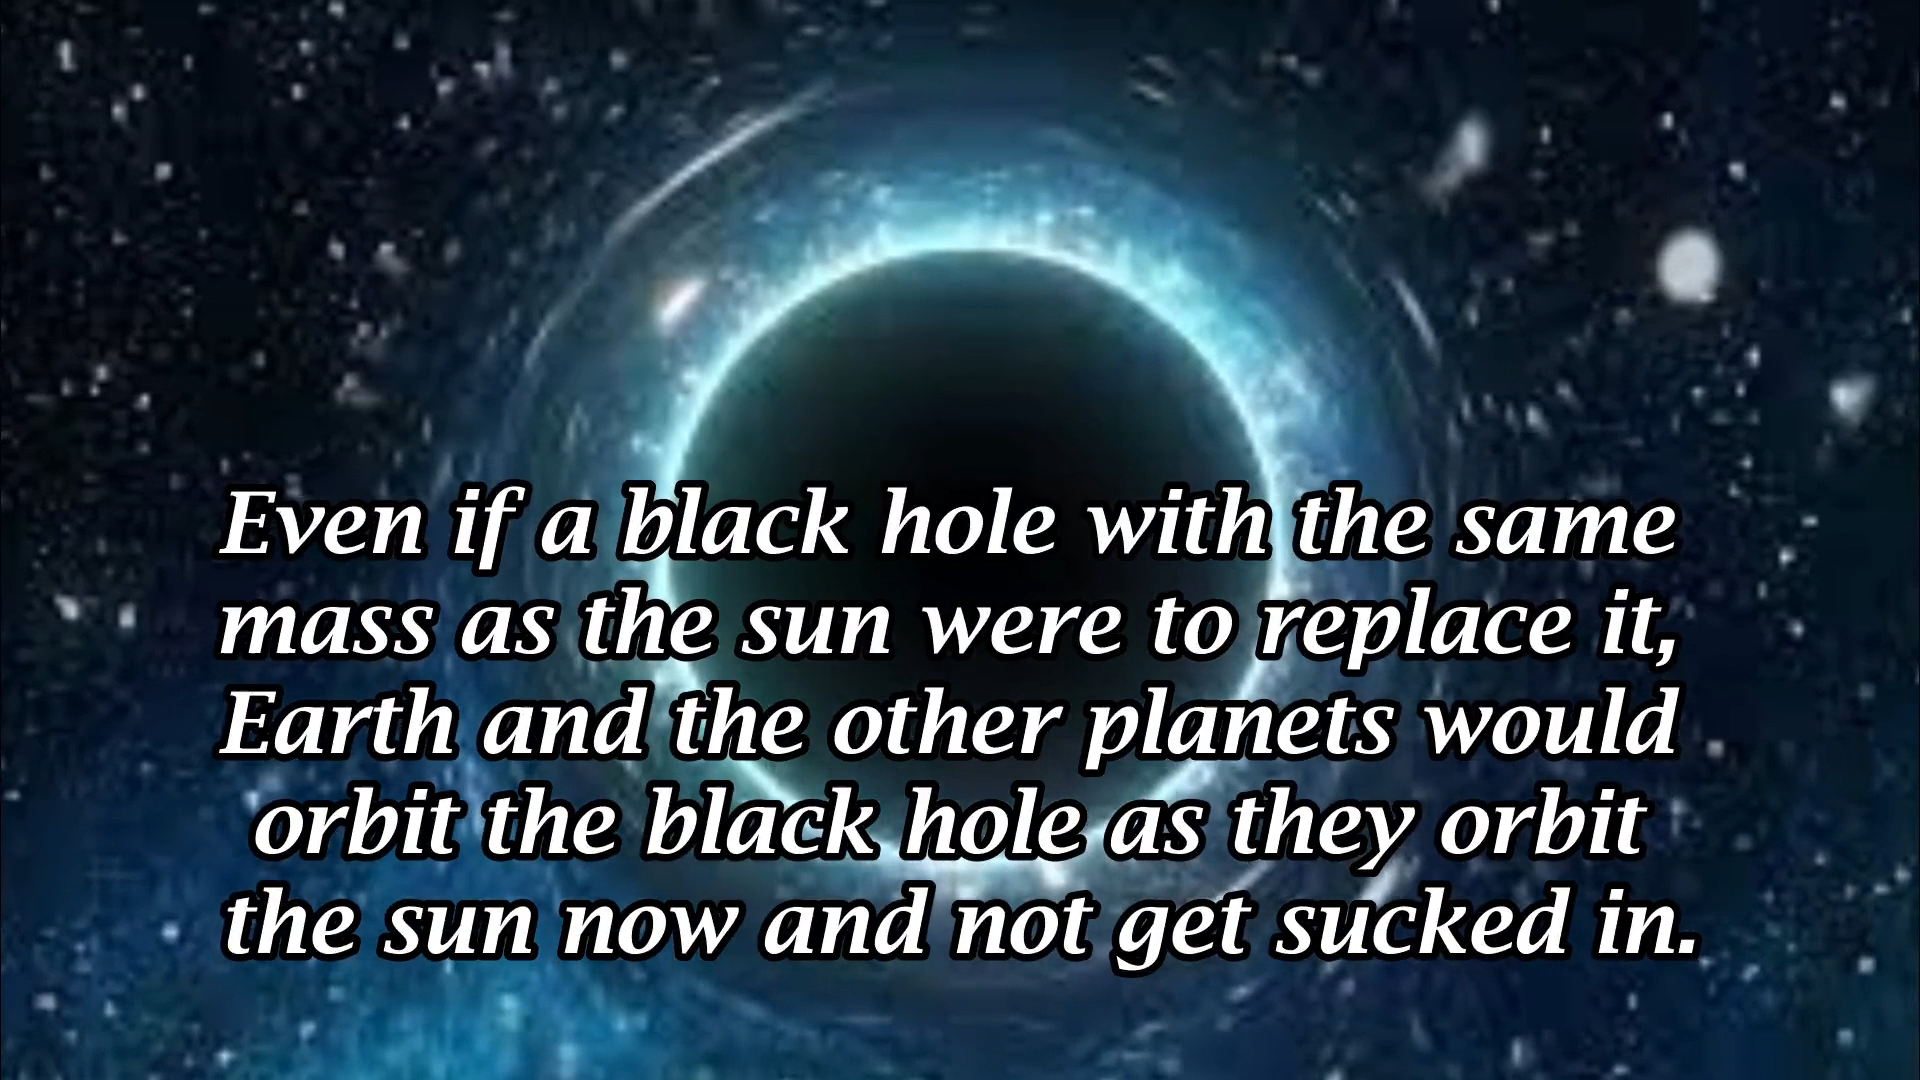 Even if a black hole with the same
mass as the sun were to replace it,
Earth and the other planets would
orbit the black hole as they orbit
the sun now and not get sucked in.